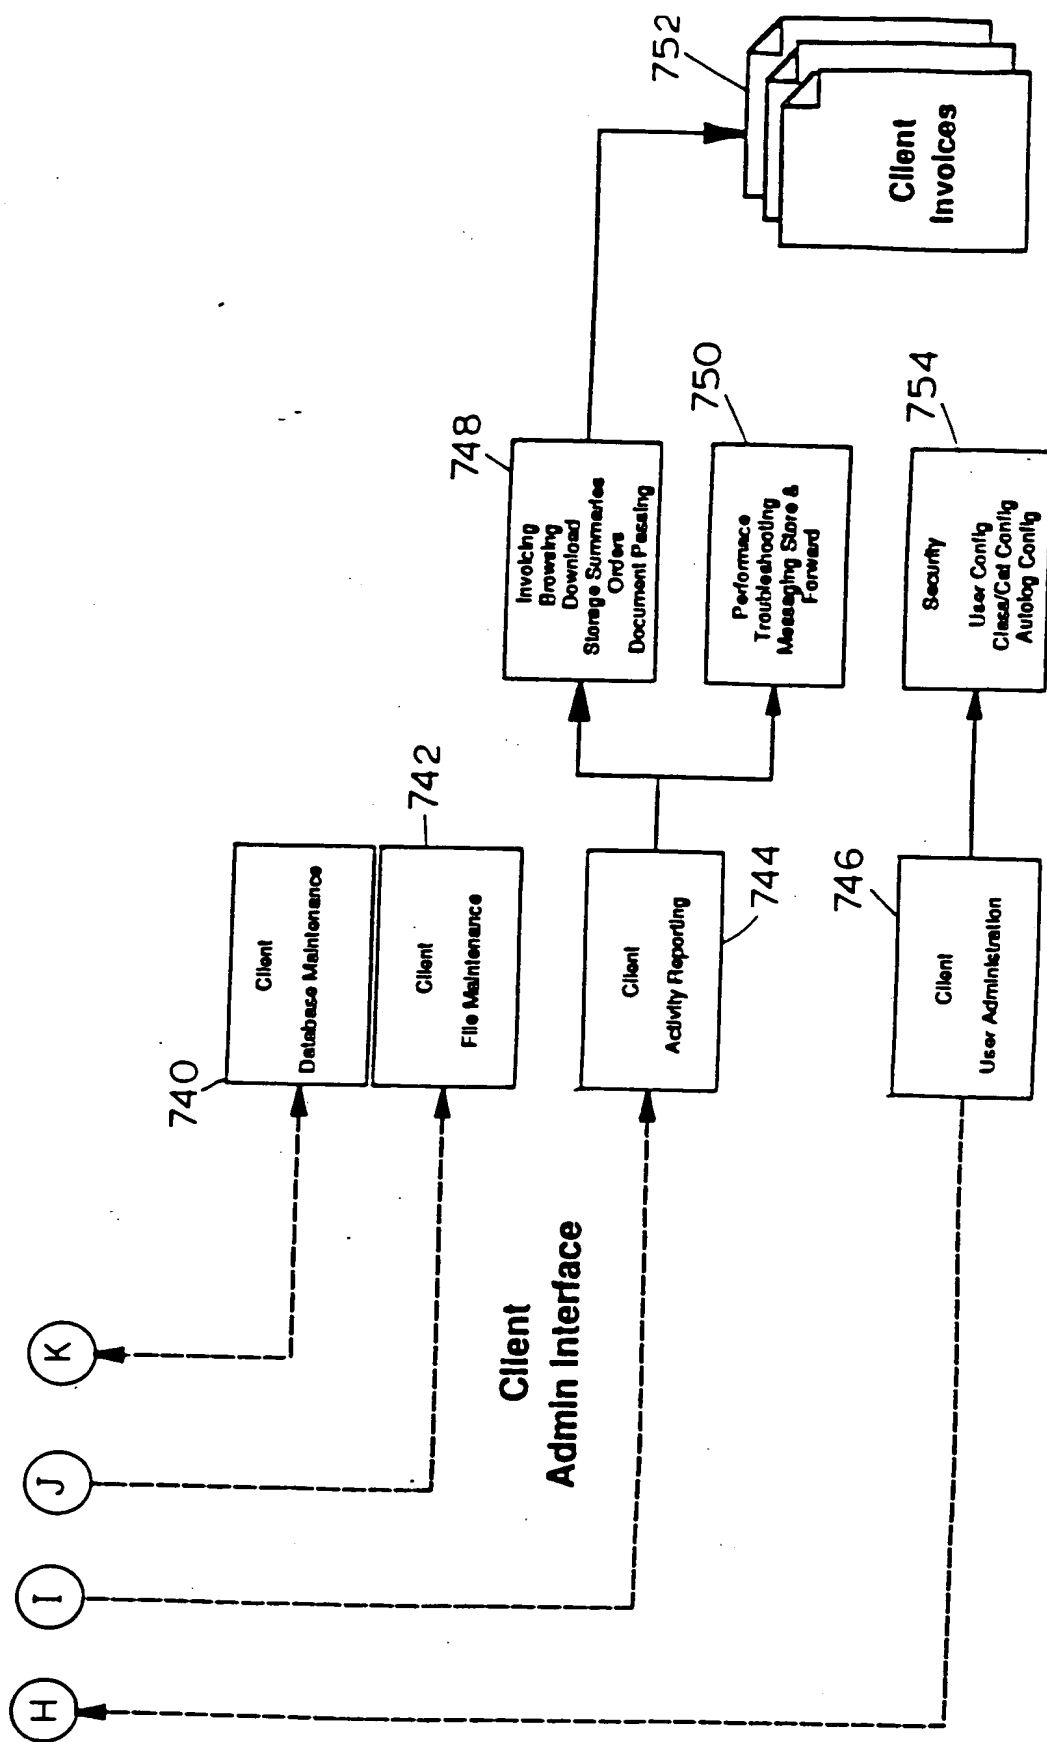 H
I
J
K
Client
Admin Interface
740
Client
Database Maintenance
742
Client
File Maintenance
744
Client
Activity Reporting
746
Client
User Administration
748
Invoicing
Browsing
Download
Storage Summaries
Orders
Document Passing
750
Performace
Troubleshooting
Messaging Store &
Forward
754
Security
User Config
Class/Cat Config
Autolog Config
752
Client
Invoices